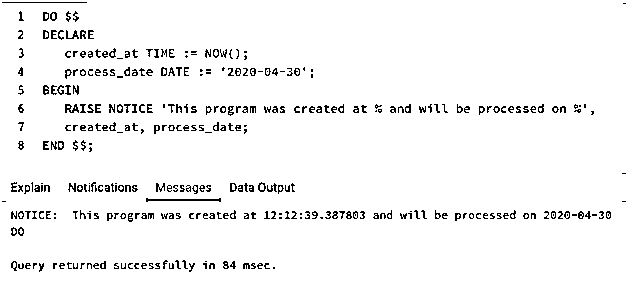 1 DO $$
2 DECLARE
3 created_at TIME := NOW();
4 process_date DATE := '2020-04-30';
5 BEGIN
6 RAISE NOTICE 'This program was created at % and will be processed on %',
7 created_at, process_date;
8 END $$;
Explain Notifications Messages Data Output
NOTICE: This program was created at 12:12:39.387803 and will be processed on 2020-04-30
DO
Query returned successfully in 84 msec.